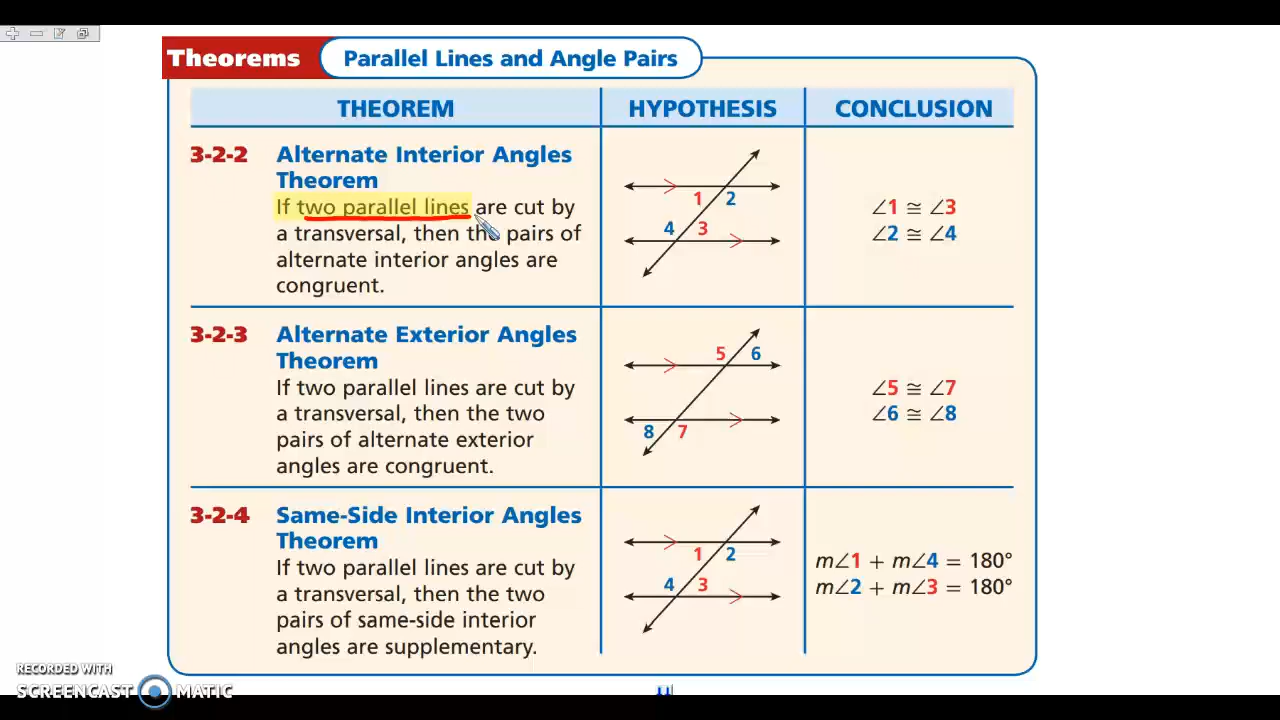 Theorems Parallel Lines and Angle Pairs
THEOREM HYPOTHESIS CONCLUSION
3-2-2 Alternate Interior Angles
Theorem
If two parallel lines are cut by
a transversal, then the pairs of
alternate interior angles are
congruent.
1 2
4 3
∠1 ≅ ∠3
∠2 ≅ ∠4
3-2-3 Alternate Exterior Angles
Theorem
If two parallel lines are cut by
a transversal, then the two
pairs of alternate exterior
angles are congruent.
5 6
8 7
∠5 ≅ ∠7
∠6 ≅ ∠8
3-2-4 Same-Side Interior Angles
Theorem
If two parallel lines are cut by
a transversal, then the two
pairs of same-side interior
angles are supplementary.
1 2
4 3
m∠1 + m∠4 = 180°
m∠2 + m∠3 = 180°
RECORDED WITH
SCREENCAST MATIC